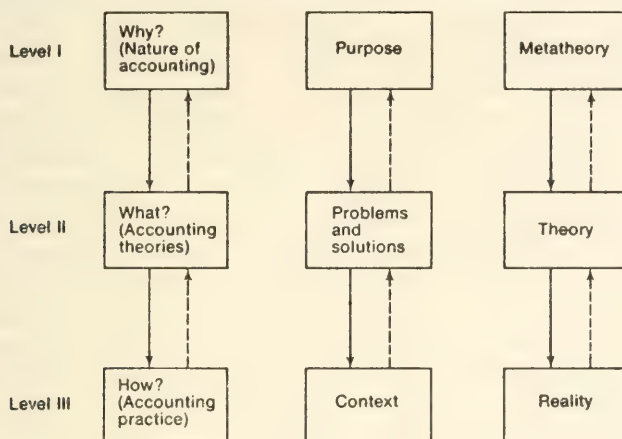 Level I
Why?
(Nature of
accounting)
Purpose
Metatheory
Level II
What?
(Accounting
theories)
Problems
and
solutions
Theory
Level III
How?
(Accounting
practice)
Context
Reality